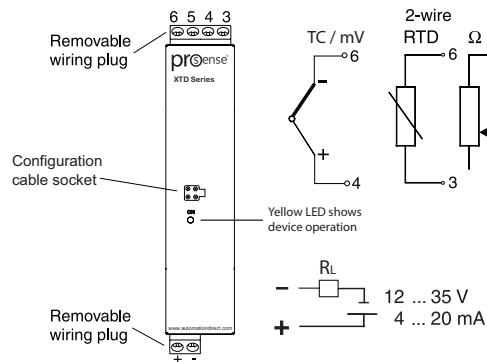 6 5 4 3
Removable
wiring plug
prosense®
XTD Series
Configuration
cable socket
ON
Yellow LED shows
device operation
www.automationdirect.com
Removable
wiring plug
+ -
TC / mV
6
-
+
4
2-wire
RTD
6
3
Ω
RL
-
+
12 ... 35 V
4 ... 20 mA